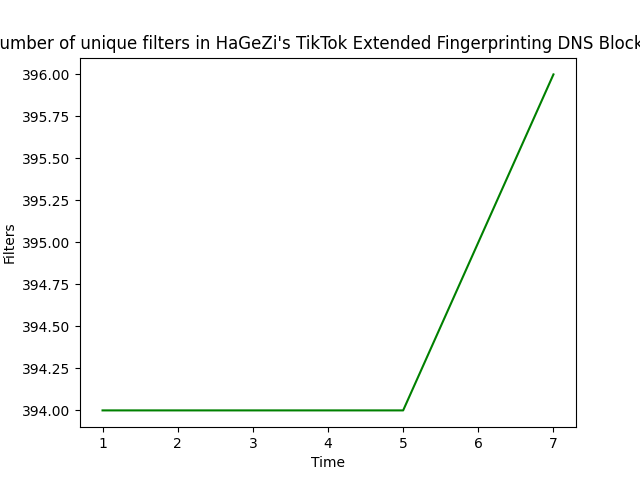 umber of unique filters in HaGeZi's TikTok Extended Fingerprinting DNS Block
396.00
395.75
395.50
395.25
395.00
394.75
394.50
394.25
394.00
Filters
1 2 3 4 5 6 7
Time